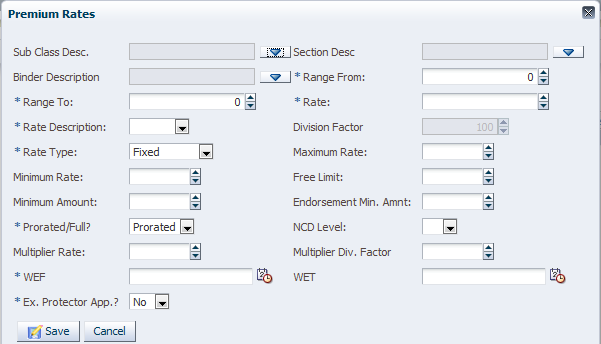 Premium Rates
Sub Class Desc. Section Desc
Binder Description * Range From: 0
* Range To: 0 * Rate:
* Rate Description: Division Factor 100
* Rate Type: Fixed Maximum Rate:
Minimum Rate: Free Limit:
Minimum Amount: Endorsement Min. Amnt:
* Prorated/Full? Prorated NCD Level:
Multiplier Rate: Multiplier Div. Factor
* WEF WET
* Ex. Protector App.? No
Save Cancel